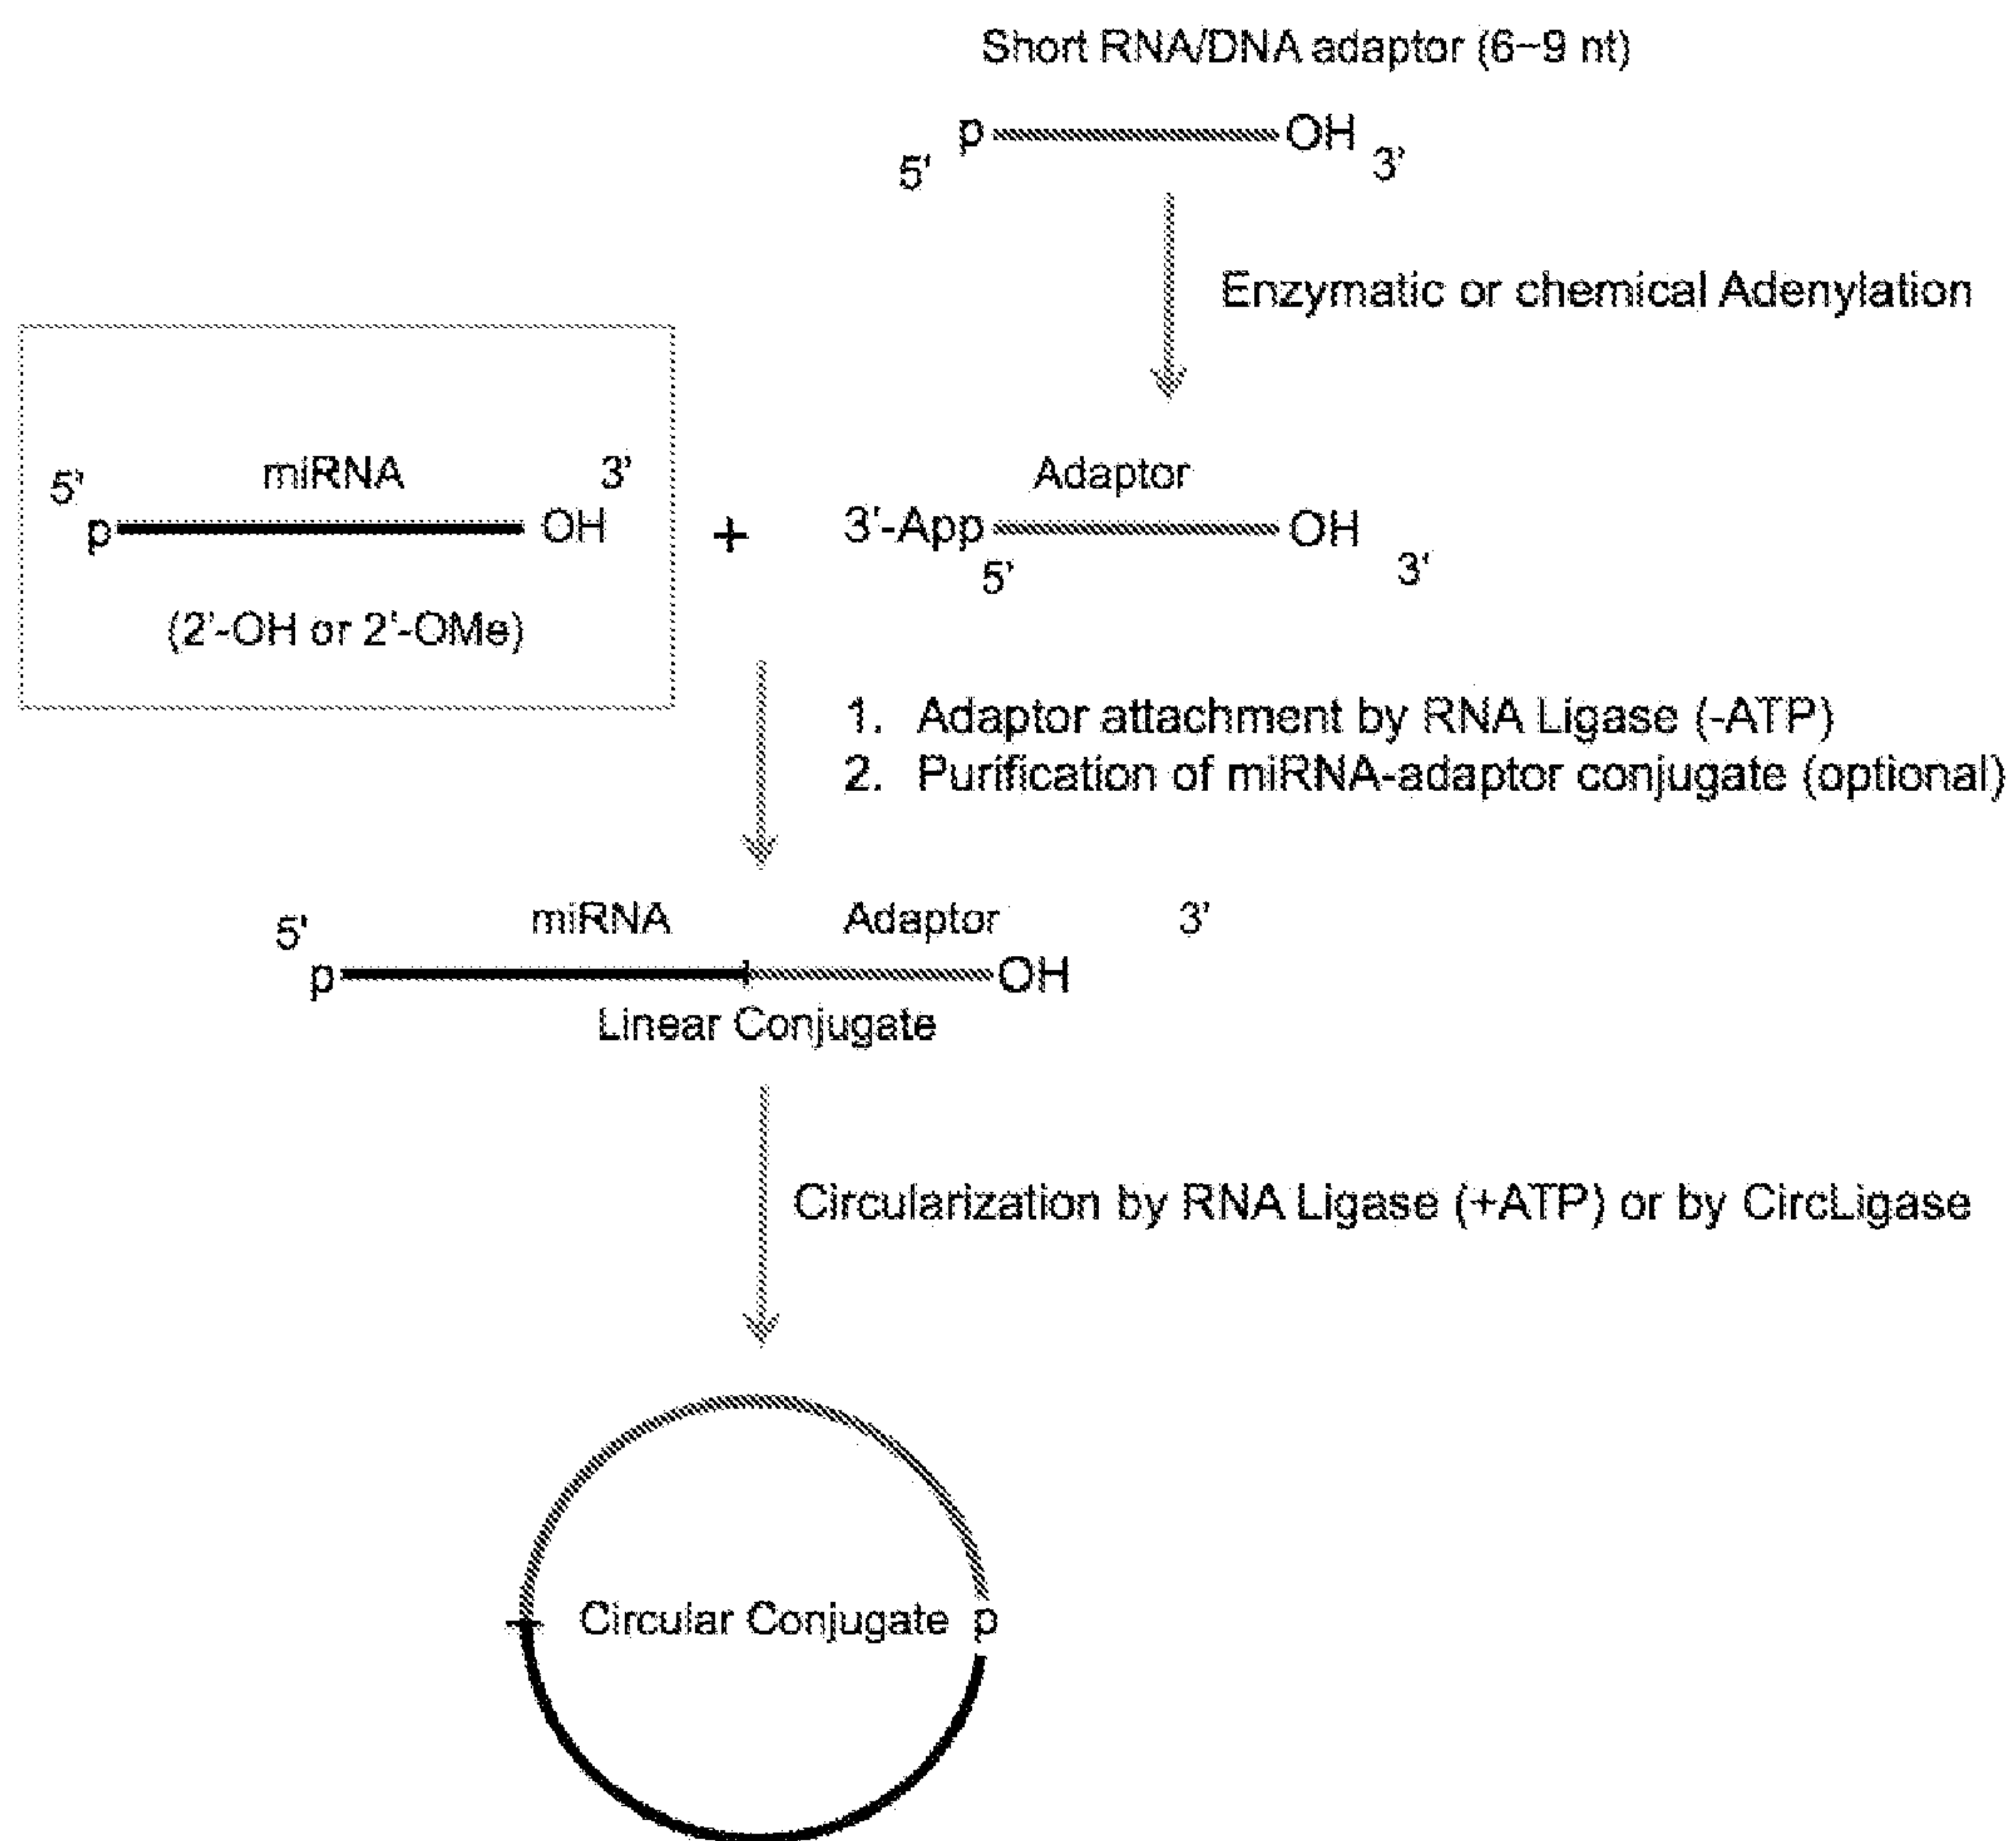 Short RNA/DNA adaptor (6~9 nt)
p OH
5' 3'
Enzymatic or chemical Adenylation
5' miRNA 3'
p OH
(2'-OH or 2'-OMe)
+
Adaptor
3'-App OH
5' 3'
1. Adaptor attachment by RNA Ligase (-ATP)
2. Purification of miRNA-adaptor conjugate (optional)
5' miRNA Adaptor 3'
p OH
Linear Conjugate
Circularization by RNA Ligase (+ATP) or by CircLigase
Circular Conjugate p